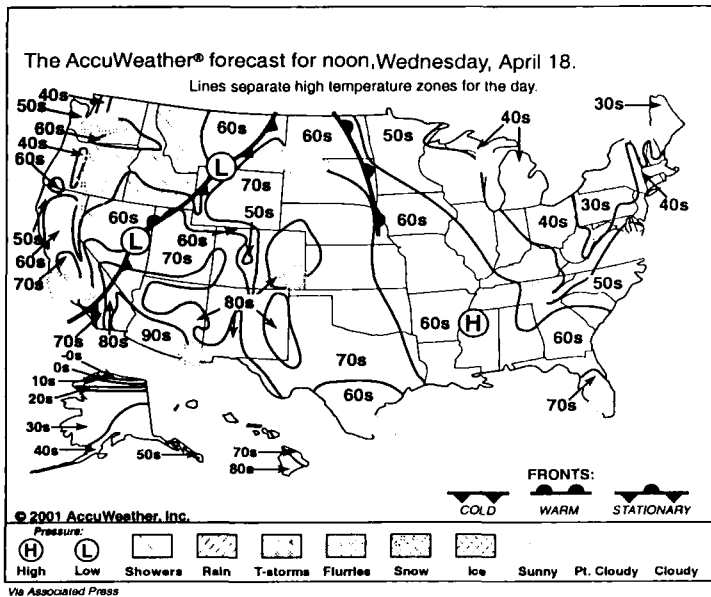 The AccuWeather® forecast for noon, Wednesday, April 18.
Lines separate high temperature zones for the day.
40s
50s
60s
40s
60s
50s
60s
70s
60s
60s
70s
50s
60s
70s
60s
50s
40s
30s
60s
40s
30s
40s
50s
L
L
H
80s
90s
70s
80s
60s
60s
70s
60s
70s
-0s
0s
10s
20s
30s
40s
50s
70s
80s
FRONTS:
COLD WARM STATIONARY
© 2001 AccuWeather, Inc.
Pressure:
H L
High Low Showers Rain T-storms Flurries Snow Ice Sunny Pt. Cloudy Cloudy
Via Associated Press